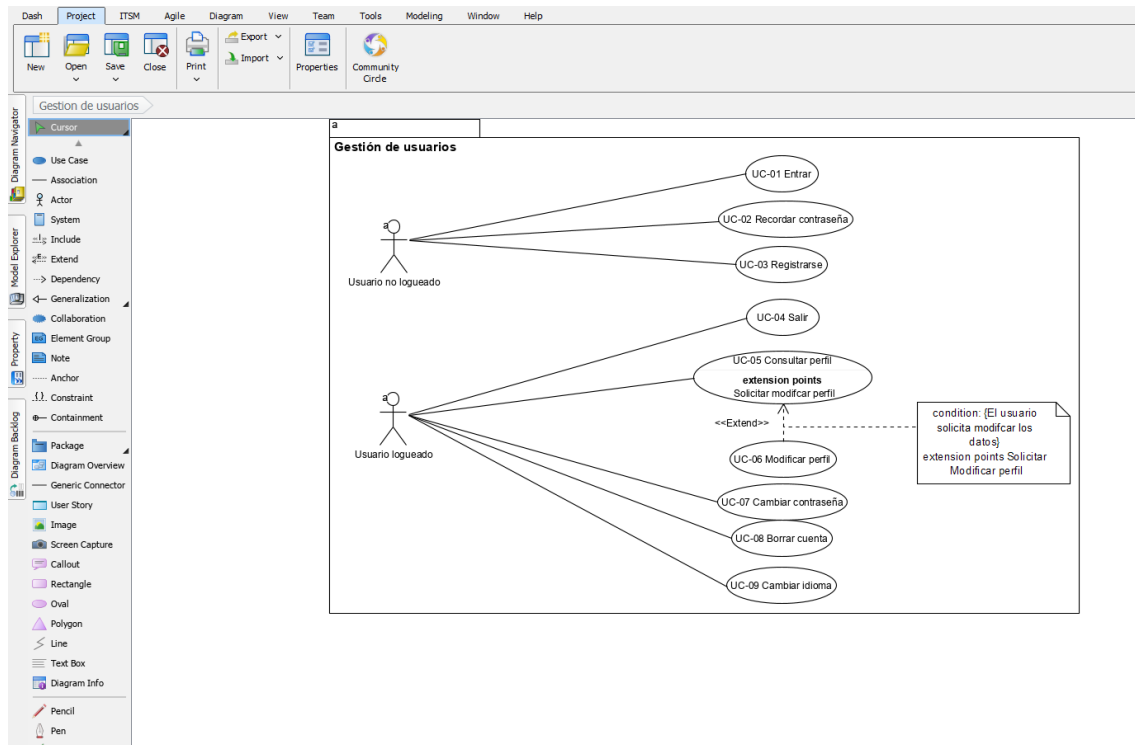 Dash Project ITSM Agile Diagram View Team Tools Modeling Window Help
New Open Save Close Print Export Import Properties Community Circle
Gestion de usuarios
Diagram Navigator
Model Explorer
Property
Diagram Backlog
Cursor
Use Case
Association
Actor
System
Include
Extend
Dependency
Generalization
Collaboration
Element Group
Note
Anchor
Constraint
Containment
Package
Diagram Overview
Generic Connector
User Story
Image
Screen Capture
Callout
Rectangle
Oval
Polygon
Line
Text Box
Diagram Info
Pencil
Pen
a
Gestión de usuarios
UC-01 Entrar
UC-02 Recordar contraseña
UC-03 Registrarse
a
Usuario no logueado
UC-04 Salir
UC-05 Consultar perfil
extension points
Solicitar modifcar perfil
a
Usuario logueado
<<Extend>>
condition: {El usuario
solicita modifcar los
datos}
extension points Solicitar
Modificar perfil
UC-06 Modificar perfil
UC-07 Cambiar contraseña
UC-08 Borrar cuenta
UC-09 Cambiar idioma